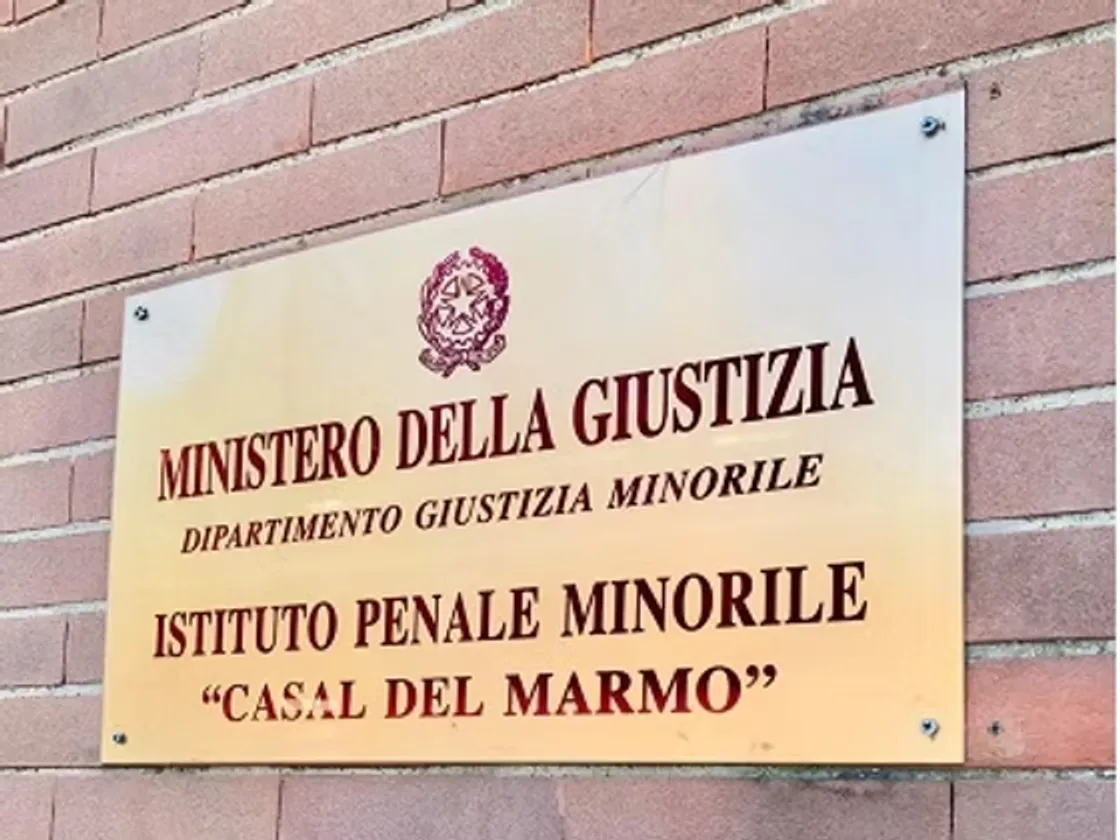 MINISTERO DELLA GIUSTIZIA
DIPARTIMENTO GIUSTIZIA MINORILE
ISTITUTO PENALE MINORILE
“CASAL DEL MARMO”